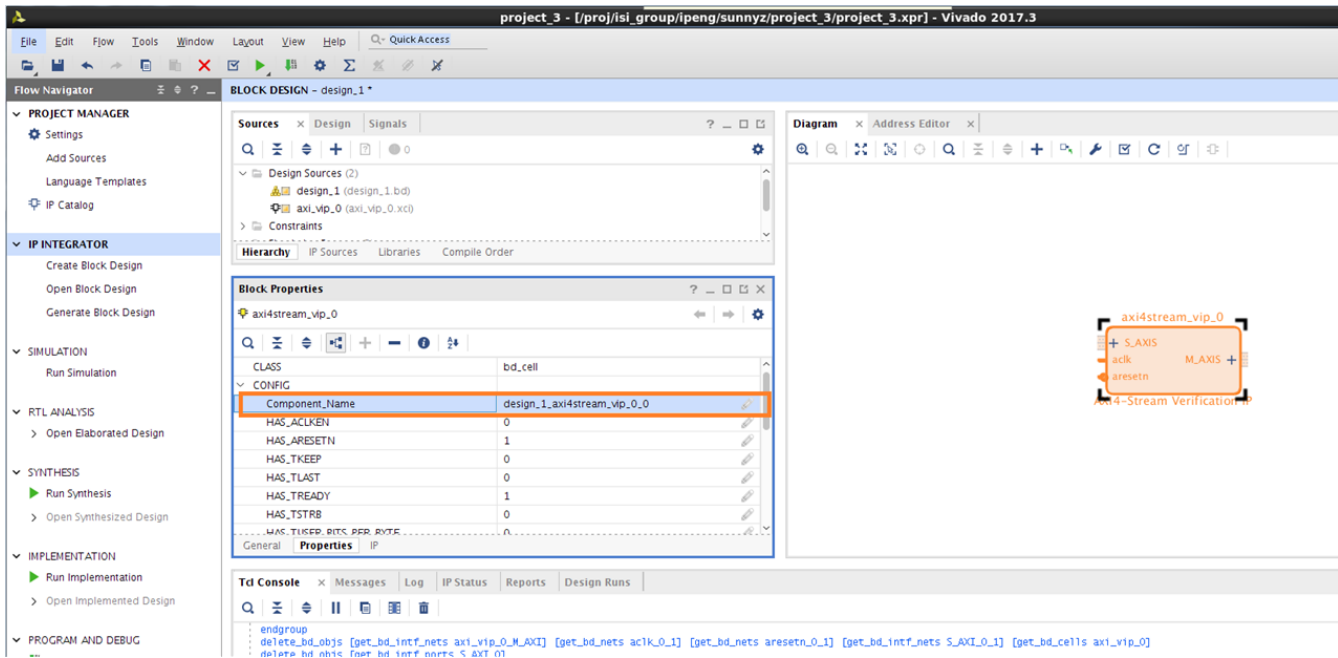 project_3 - [/proj/isi_group/ipeng/sunnyz/project_3/project_3.xpr] - Vivado 2017.3
File Edit Flow Tools Window Layout View Help Quick Access
Flow Navigator
PROJECT MANAGER
Settings
Add Sources
Language Templates
IP Catalog
IP INTEGRATOR
Create Block Design
Open Block Design
Generate Block Design
SIMULATION
Run Simulation
RTL ANALYSIS
Open Elaborated Design
SYNTHESIS
Run Synthesis
Open Synthesized Design
IMPLEMENTATION
Run Implementation
Open Implemented Design
PROGRAM AND DEBUG
BLOCK DESIGN - design_1 *
Sources Design Signals
0
Design Sources (2)
design_1 (design_1.bd)
axi_vip_0 (axi_vip_0.xci)
Constraints
Hierarchy IP Sources Libraries Compile Order
Block Properties
axi4stream_vip_0
CLASS bd_cell
CONFIG
Component_Name design_1_axi4stream_vip_0_0
HAS_ACLKEN 0
HAS_ARESETN 1
HAS_TKEEP 0
HAS_TLAST 0
HAS_TREADY 1
HAS_TSTRB 0
HAS_TUSER_BITS_PER_BYTE 0
General Properties IP
Diagram Address Editor
axi4stream_vip_0
S_AXIS
aclk M_AXIS
aresetn
Axi4-Stream Verification IP
Tcl Console Messages Log IP Status Reports Design Runs
endgroup
delete_bd_objs [get_bd_intf_nets axi_vip_0_M_AXI] [get_bd_nets aclk_0_1] [get_bd_nets aresetn_0_1] [get_bd_intf_nets S_AXI_0_1] [get_bd_cells axi_vip_0]
delete_bd_objs [get_bd_intf_ports S_AXI_0]